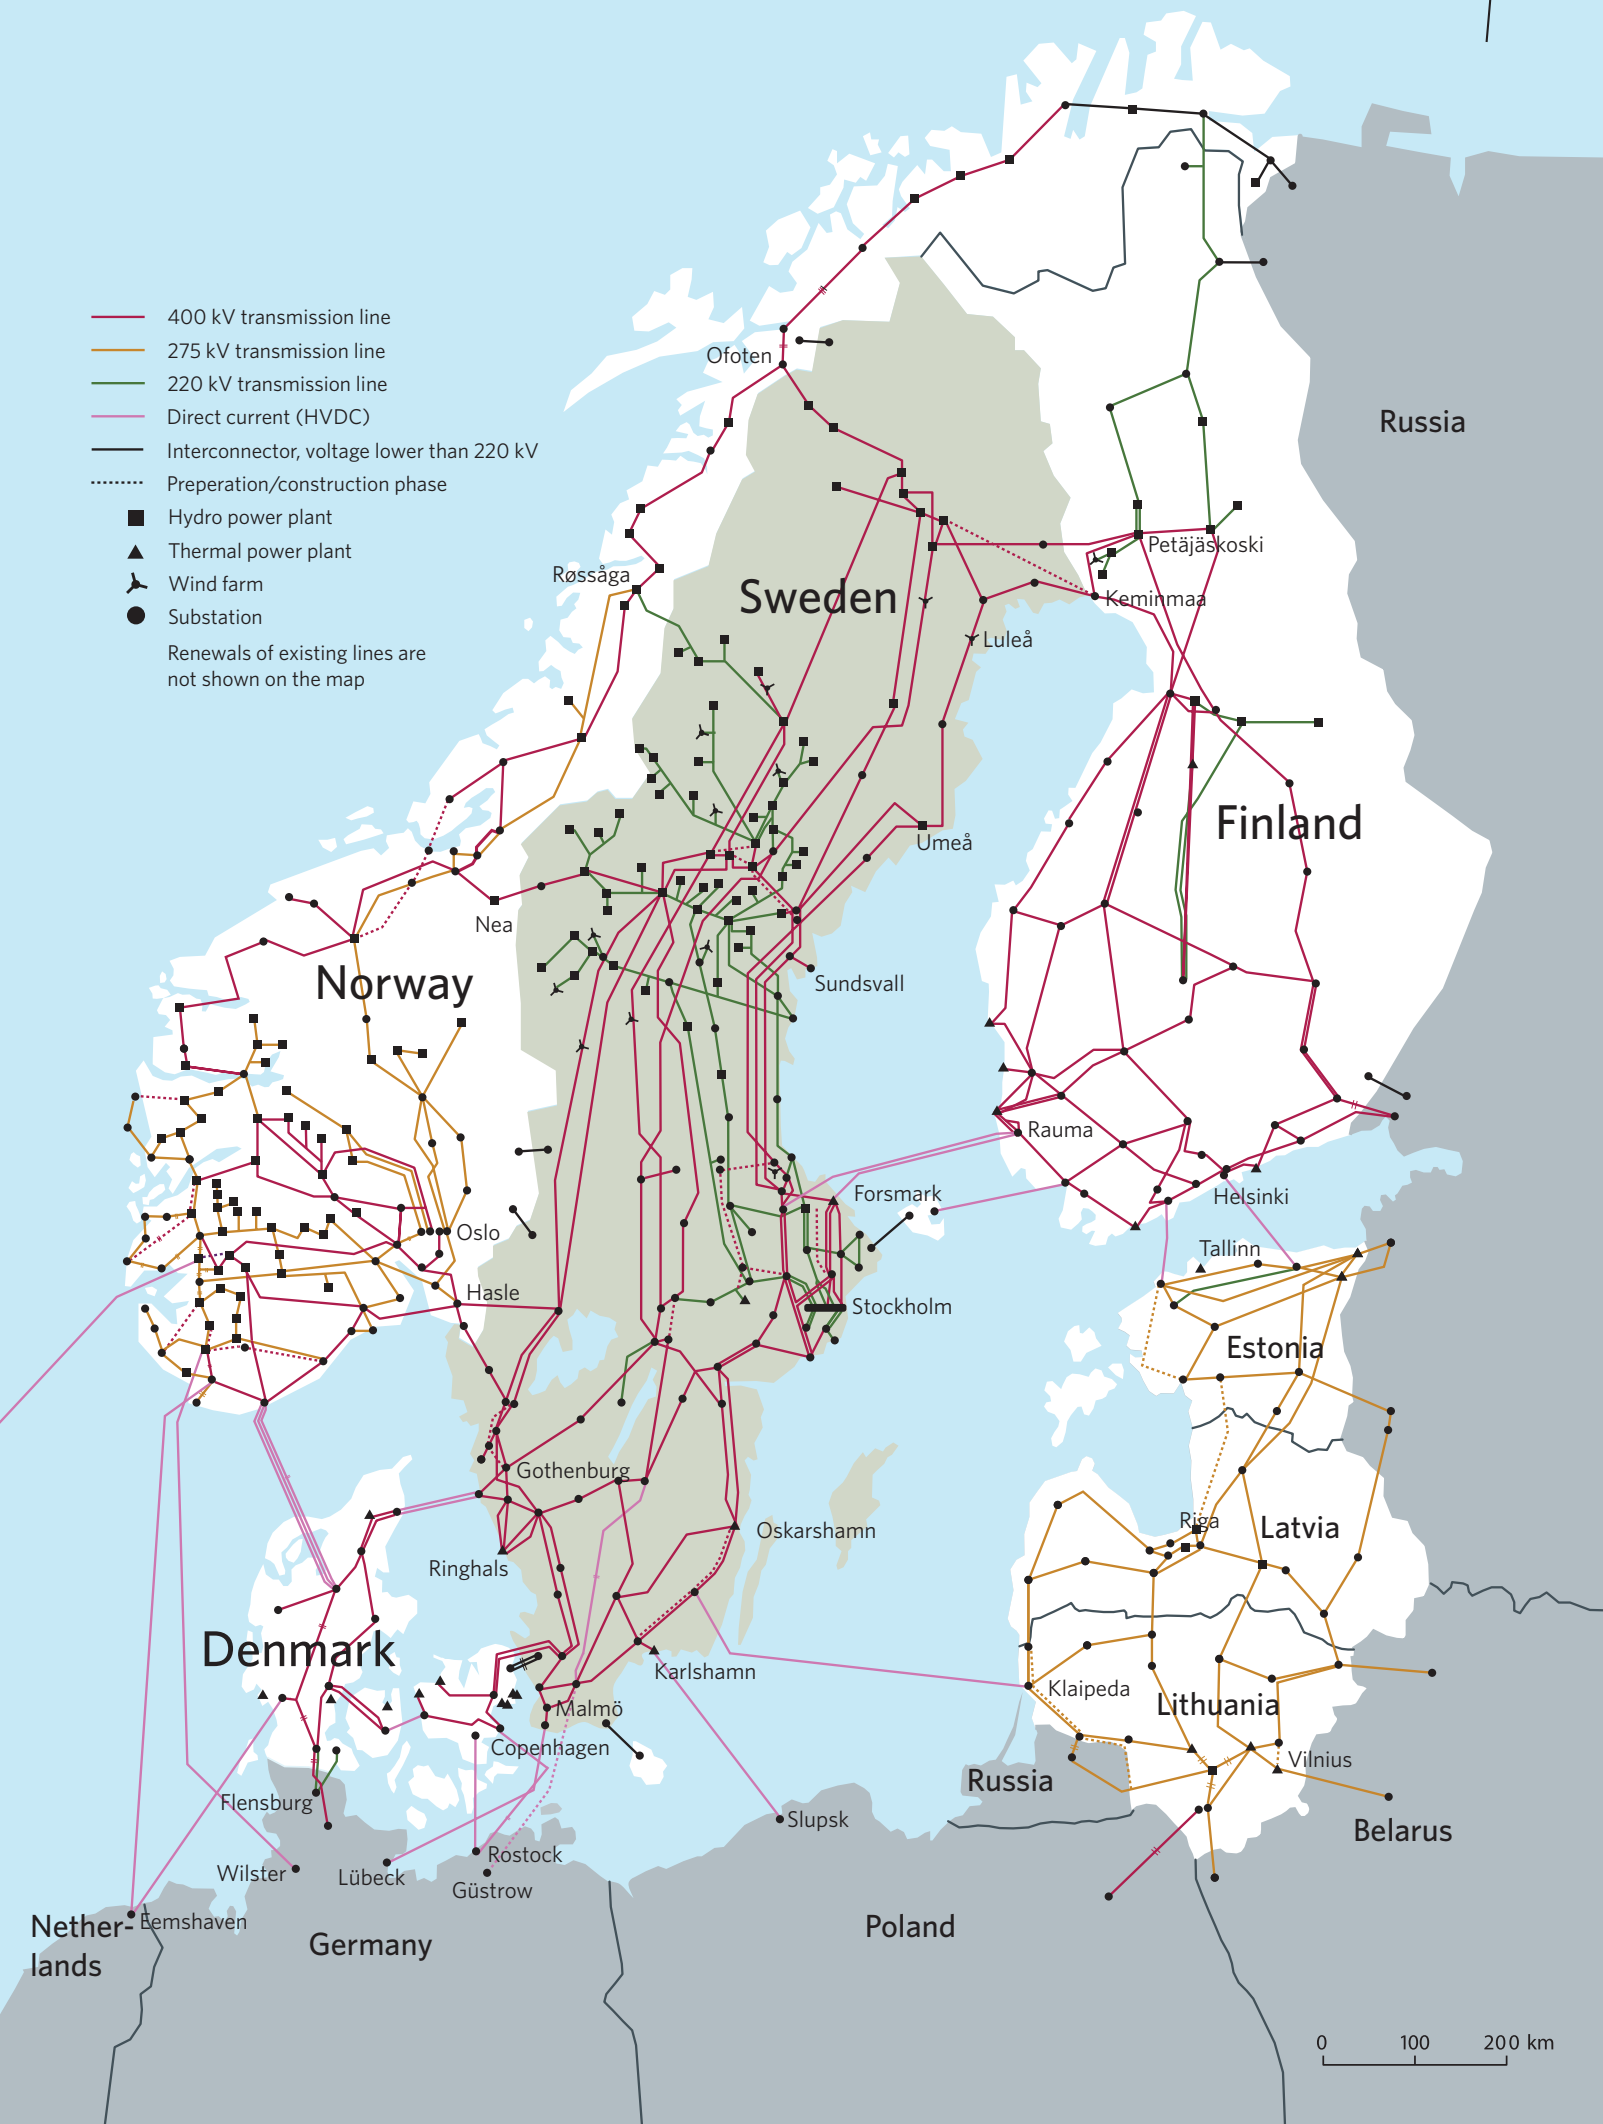 400 kV transmission line
275 kV transmission line
220 kV transmission line
Direct current (HVDC)
Interconnector, voltage lower than 220 kV
Preperation/construction phase
Hydro power plant
Thermal power plant
Wind farm
Substation
Renewals of existing lines are
not shown on the map
Ofoten
Russia
Petäjäskoski
Røssåga
Sweden
Keminmaa
Luleå
Finland
Umeå
Nea
Norway
Sundsvall
Rauma
Forsmark
Helsinki
Oslo
Tallinn
Hasle
Stockholm
Estonia
Gothenburg
Riga
Latvia
Oskarshamn
Ringhals
Denmark
Karlshamn
Klaipeda
Lithuania
Malmö
Copenhagen
Vilnius
Russia
Flensburg
Slupsk
Belarus
Rostock
Wilster
Lübeck
Güstrow
Nether-
lands
Eemshaven
Germany
Poland
0 100 200 km